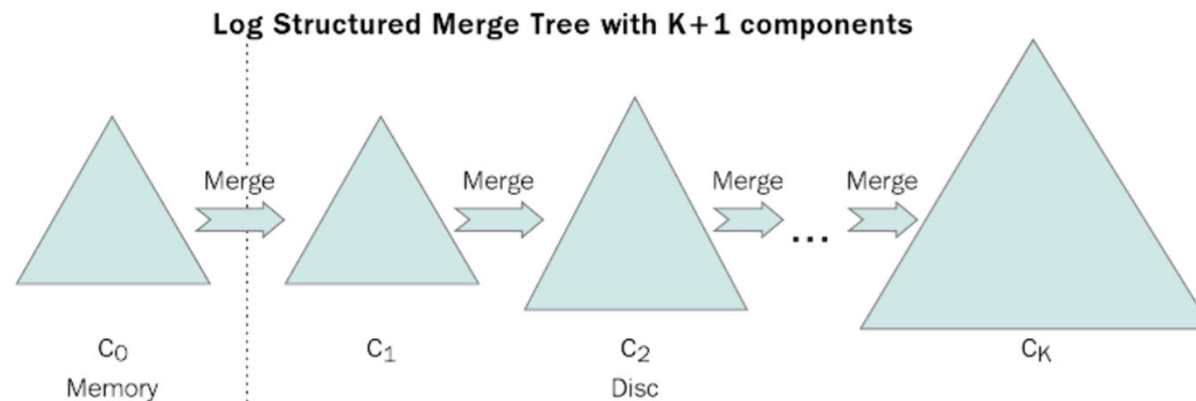 Log Structured Merge Tree with K+1 components
Merge
Merge
Merge
...
Merge
C₀
C₁
C₂
Cₖ
Memory
Disc